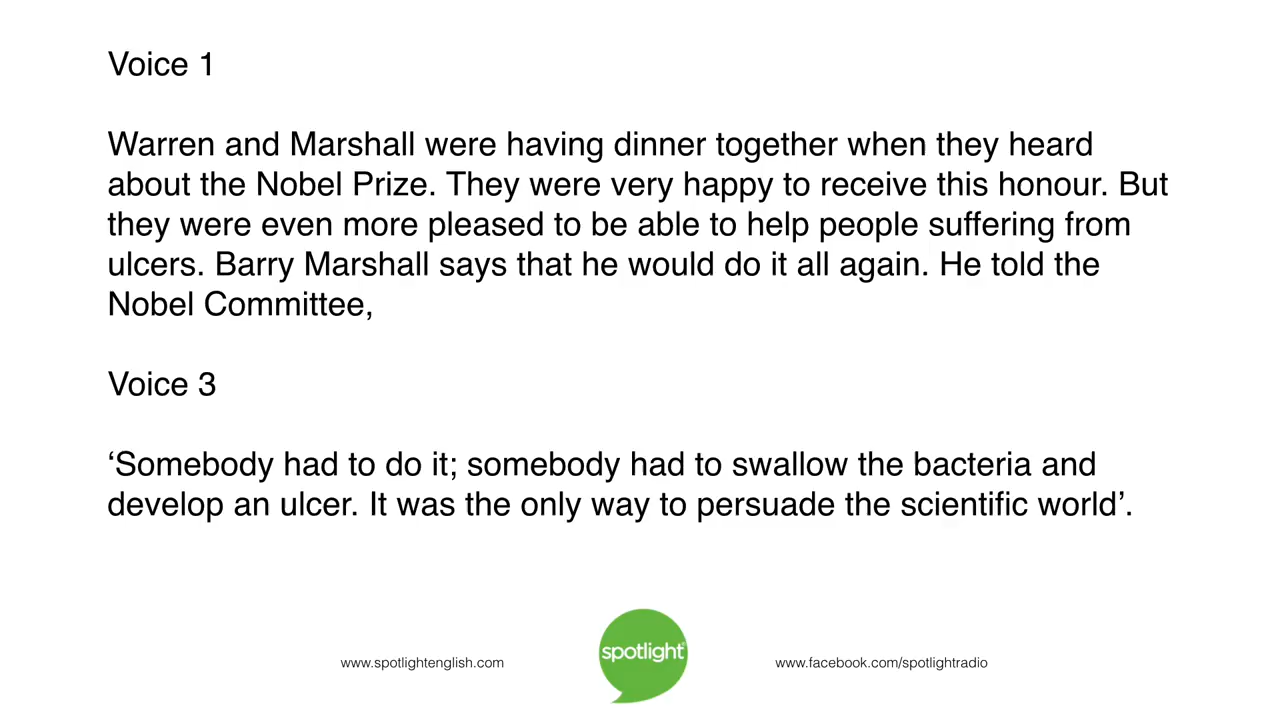 Voice 1
Warren and Marshall were having dinner together when they heard
about the Nobel Prize. They were very happy to receive this honour. But
they were even more pleased to be able to help people suffering from
ulcers. Barry Marshall says that he would do it all again. He told the
Nobel Committee,
Voice 3
‘Somebody had to do it; somebody had to swallow the bacteria and
develop an ulcer. It was the only way to persuade the scientific world’.
www.spotlightenglish.com
spotlight
www.facebook.com/spotlightradio